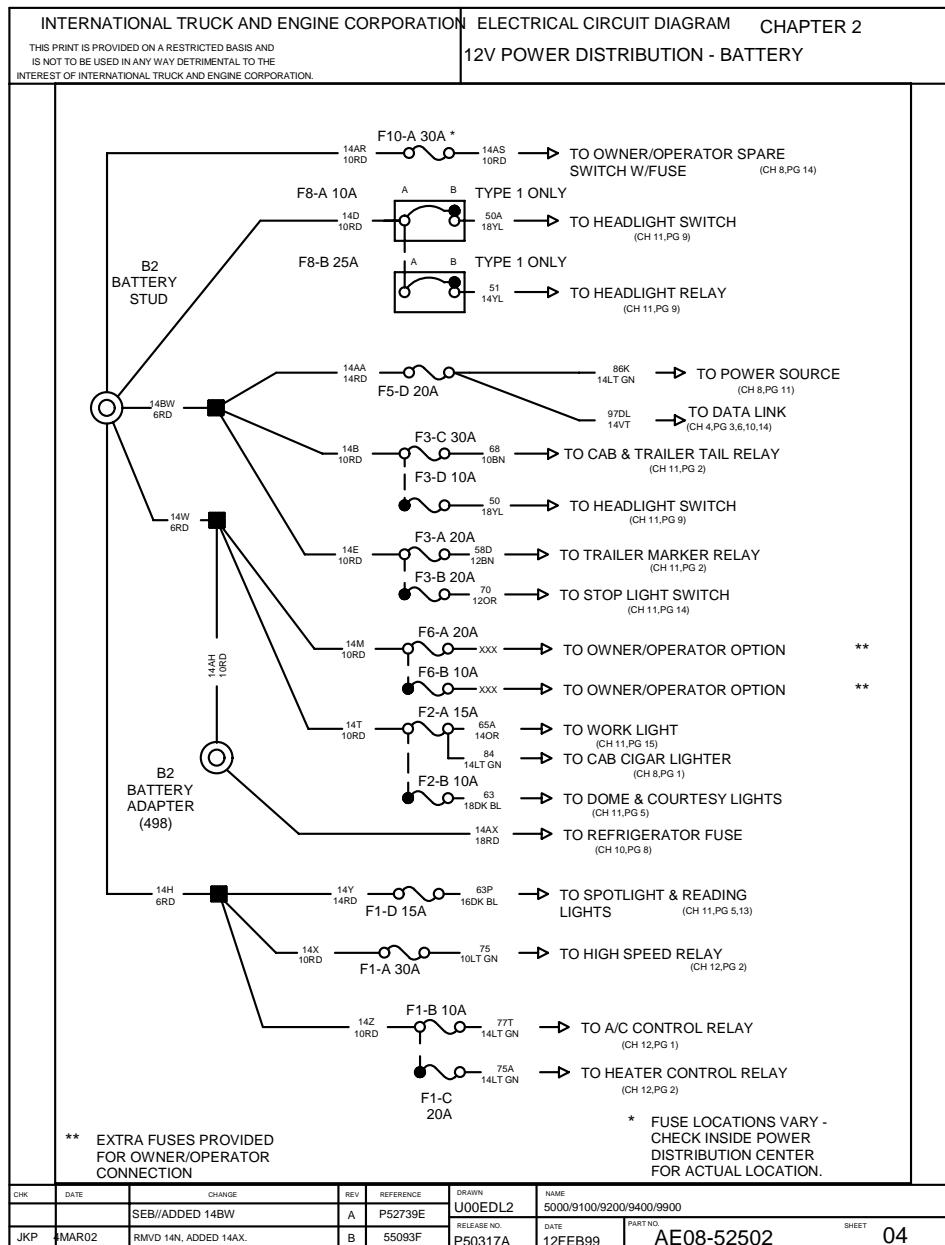 INTERNATIONAL TRUCK AND ENGINE CORPORATION
THIS PRINT IS PROVIDED ON A RESTRICTED BASIS AND
IS NOT TO BE USED IN ANY WAY DETRIMENTAL TO THE
INTEREST OF INTERNATIONAL TRUCK AND ENGINE CORPORATION.
ELECTRICAL CIRCUIT DIAGRAM CHAPTER 2
12V POWER DISTRIBUTION - BATTERY
F10-A 30A *
14AR
10RD
14AS
10RD
TO OWNER/OPERATOR SPARE
SWITCH W/FUSE (CH 8,PG 14)
F8-A 10A
A B TYPE 1 ONLY
14D
10RD
50A
18YL
TO HEADLIGHT SWITCH
(CH 11,PG 9)
F8-B 25A
A B TYPE 1 ONLY
51
14YL
TO HEADLIGHT RELAY
(CH 11,PG 9)
B2
BATTERY
STUD
14AA
14RD
F5-D 20A
86K
14LT GN
TO POWER SOURCE
(CH 8,PG 11)
97DL
14VT
TO DATA LINK
(CH 4,PG 3,6,10,14)
14BW
6RD
14B
10RD
F3-C 30A
68
10BN
TO CAB & TRAILER TAIL RELAY
(CH 11,PG 2)
F3-D 10A
50
18YL
TO HEADLIGHT SWITCH
(CH 11,PG 9)
14W
6RD
14E
10RD
F3-A 20A
58D
12BN
TO TRAILER MARKER RELAY
(CH 11,PG 2)
F3-B 20A
70
12OR
TO STOP LIGHT SWITCH
(CH 11,PG 14)
14M
10RD
F6-A 20A
XXX
TO OWNER/OPERATOR OPTION **
F6-B 10A
XXX
TO OWNER/OPERATOR OPTION **
14AH
10RD
14T
10RD
F2-A 15A
65A
14OR
TO WORK LIGHT
(CH 11,PG 15)
84
14LT GN
TO CAB CIGAR LIGHTER
(CH 8,PG 1)
F2-B 10A
63
18DK BL
TO DOME & COURTESY LIGHTS
(CH 11,PG 5)
B2
BATTERY
ADAPTER
(498)
14AX
18RD
TO REFRIGERATOR FUSE
(CH 10,PG 8)
14H
6RD
14Y
14RD
F1-D 15A
63P
16DK BL
TO SPOTLIGHT & READING
LIGHTS (CH 11,PG 5,13)
14X
10RD
F1-A 30A
75
10LT GN
TO HIGH SPEED RELAY
(CH 12,PG 2)
14Z
10RD
F1-B 10A
77T
14LT GN
TO A/C CONTROL RELAY
(CH 12,PG 1)
75A
14LT GN
TO HEATER CONTROL RELAY
(CH 12,PG 2)
F1-C
20A
** EXTRA FUSES PROVIDED
FOR OWNER/OPERATOR
CONNECTION
* FUSE LOCATIONS VARY -
CHECK INSIDE POWER
DISTRIBUTION CENTER
FOR ACTUAL LOCATION.
CHK DATE CHANGE REV REFERENCE DRAWN NAME
SEB//ADDED 14BW A P52739E U00EDL2 5000/9100/9200/9400/9900
RELEASE NO. DATE PART NO. SHEET
JKP 4MAR02 RMVD 14N, ADDED 14AX. B 55093F P50317A 12FEB99 AE08-52502 04